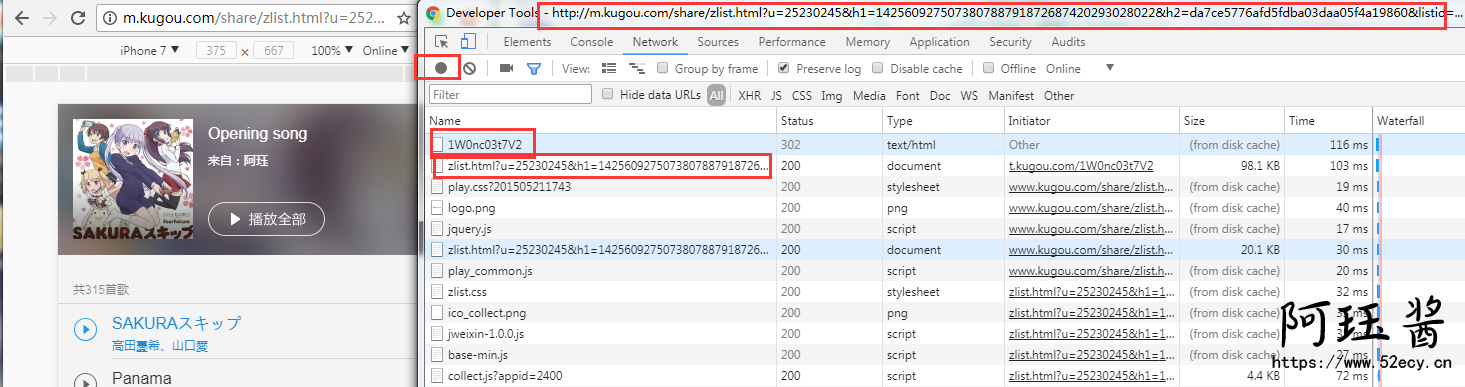 m.kugou.com/share/zlist.html?u=252...
iPhone 7 ▼ 375 × 667 100% ▼ Online ▼
Opening song
来自：阿珏
播放全部
SAKURAスキップ
共315首歌
SAKURAスキップ
高田憂希、山口愛
Panama
Developer Tools - http://m.kugou.com/share/zlist.html?u=25230245&h1=14256092750738078879187268742029302802​2&h2=da7ce5776afd5fdba03daa05f4a19860&listid=...
Elements Console Network Sources Performance Memory Application Security Audits
View: Group by frame Preserve log Disable cache Offline Online ▼
Filter Hide data URLs All XHR JS CSS Img Media Font Doc WS Manifest Other
Name Status Type Initiator Size Time Waterfall
1W0nc03t7V2 302 text/html Other (from disk cache) 116 ms
zlist.html?u=25230245&h1=1425609275073807887918726... 200 document t.kugou.com/1W0nc03t7V2 98.1 KB 103 ms
play.css?201505211743 200 stylesheet www.kugou.com/share/zlist.h... (from disk cache) 19 ms
logo.png 200 png www.kugou.com/share/zlist.h... (from disk cache) 40 ms
jquery.js 200 script www.kugou.com/share/zlist.h... (from disk cache) 17 ms
zlist.html?u=25230245&h1=1425609275073807887918726... 200 document www.kugou.com/share/zlist.h... 20.1 KB 30 ms
play_common.js 200 script www.kugou.com/share/zlist.h... (from disk cache) 20 ms
zlist.css 200 stylesheet zlist.html?u=25230245&h1=1... (from disk cache) 32 ms
ico_collect.png 200 png zlist.html?u=25230245&h1=1... (from disk cache)
jweixin-1.0.0.js 200 script zlist.html?u=25230245&h1=1... (from disk cache)
base-min.js 200 script zlist.html?u=25230245&h1=1... (from disk cache) 27 ms
collect.js?appid=2400 200 script zlist.html?u=25230245&h1=1... 4.4 KB 72 ms
阿珏酱
https://www.52ecy.cn